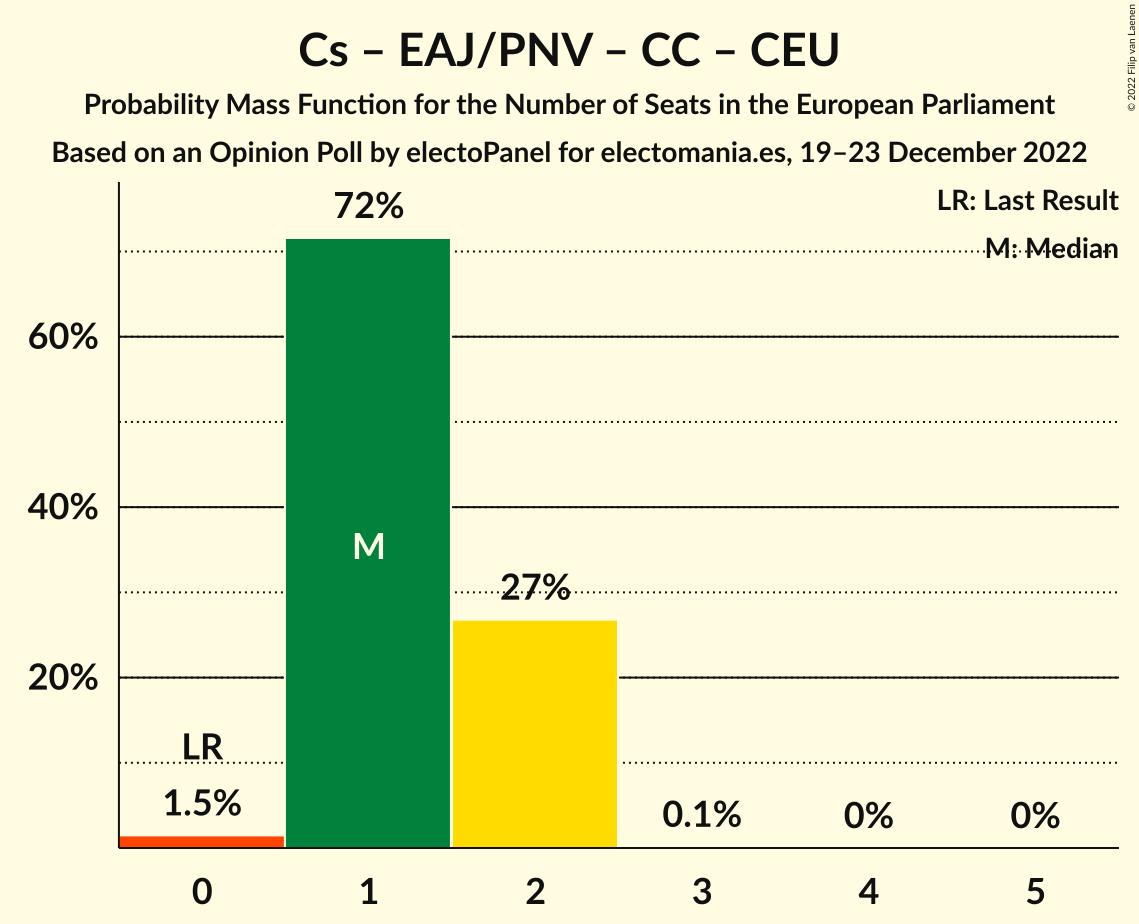 Cs – EAJ/PNV – CC – CEU
Probability Mass Function for the Number of Seats in the European Parliament
Based on an Opinion Poll by electoPanel for electomania.es, 19–23 December 2022
© 2022 Filip van Laenen
LR: Last Result
M: Median
72%
60%
40%
M
27%
20%
LR
1.5%
0.1%
0%
0%
0 1 2 3 4 5